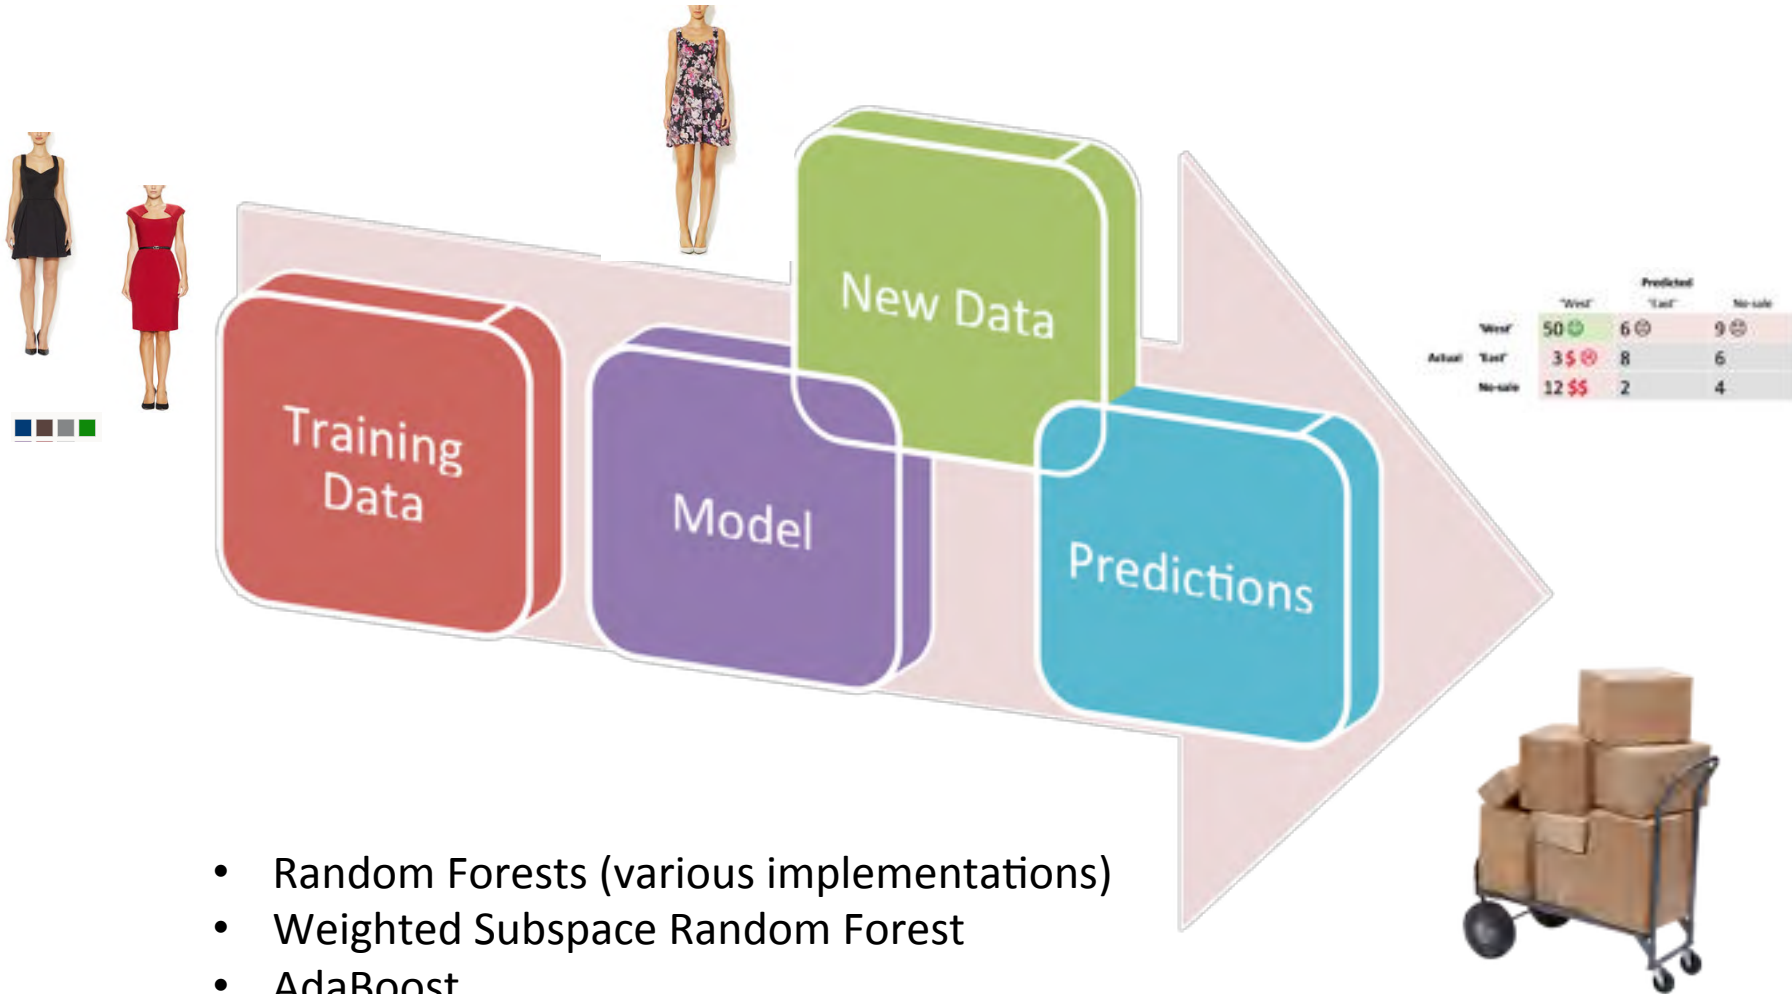 New Data
Training
Data
Model
Predictions
Predicted
"West" "East" No-sale
"West" 50 6 9
Actual "East" 3 $ 8 6
No-sale 12 $$ 2 4
• Random Forests (various implementations)
• Weighted Subspace Random Forest
• AdaBoost